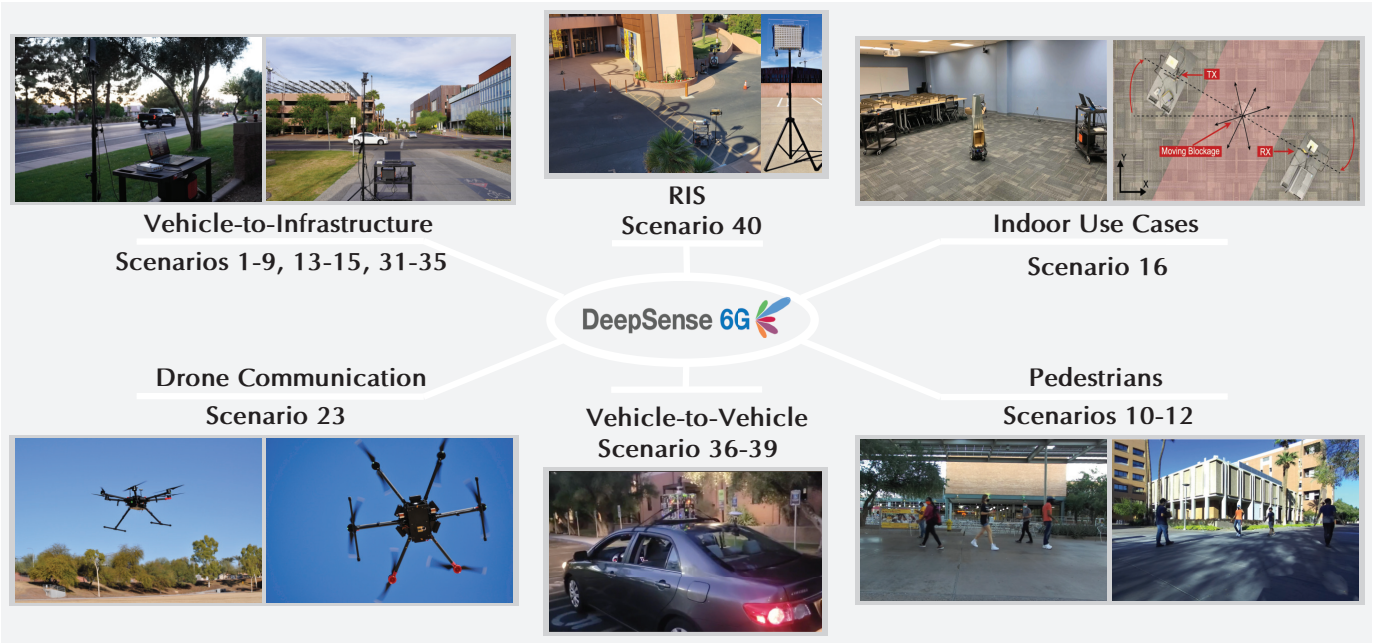 RIS
Scenario 40
Vehicle-to-Infrastructure
Scenarios 1-9, 13-15, 31-35
TX
Moving Blockage
RX
Y
X
Indoor Use Cases
Scenario 16
DeepSense 6G
Drone Communication
Scenario 23
Vehicle-to-Vehicle
Scenario 36-39
Pedestrians
Scenarios 10-12